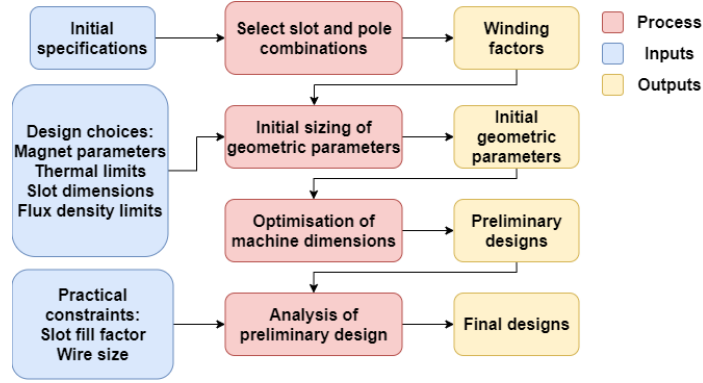 Initial
specifications
Select slot and pole
combinations
Winding
factors
Process
Inputs
Outputs
Design choices:
Magnet parameters
Thermal limits
Slot dimensions
Flux density limits
Initial sizing of
geometric parameters
Initial
geometric
parameters
Optimisation of
machine dimensions
Preliminary
designs
Practical
constraints:
Slot fill factor
Wire size
Analysis of
preliminary design
Final designs